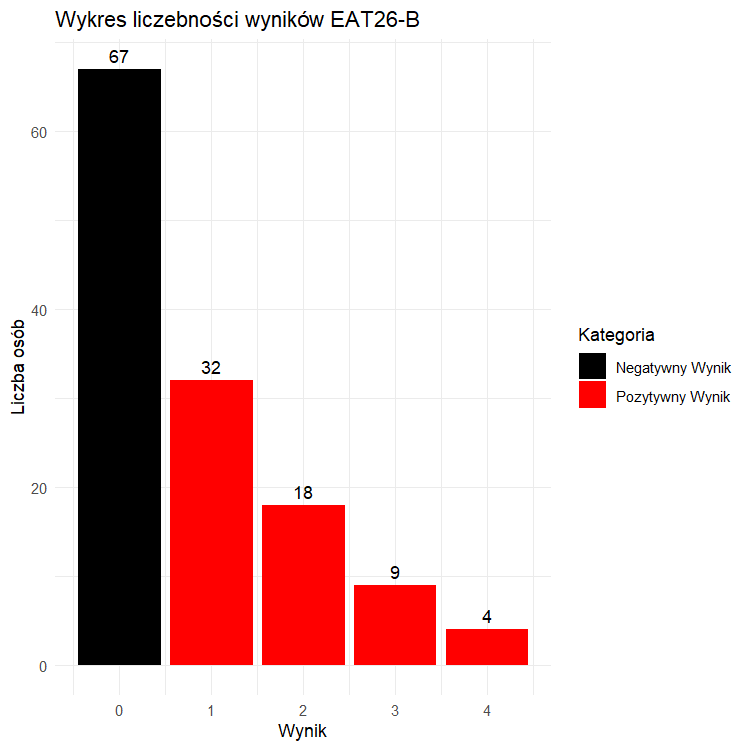 Wykres liczebności wyników EAT26-B
67
32
18
9
4
60
40
20
0
Liczba osób
0 1 2 3 4
Wynik
Kategoria
Negatywny Wynik
Pozytywny Wynik